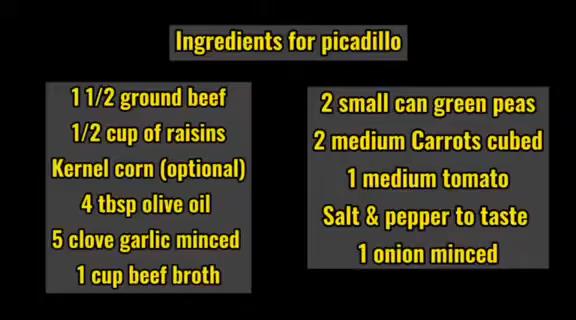 Ingredients for picadillo
1 1/2 ground beef
1/2 cup of raisins
Kernel corn (optional)
4 tbsp olive oil
5 clove garlic minced
1 cup beef broth
2 small can green peas
2 medium Carrots cubed
1 medium tomato
Salt & pepper to taste
1 onion minced